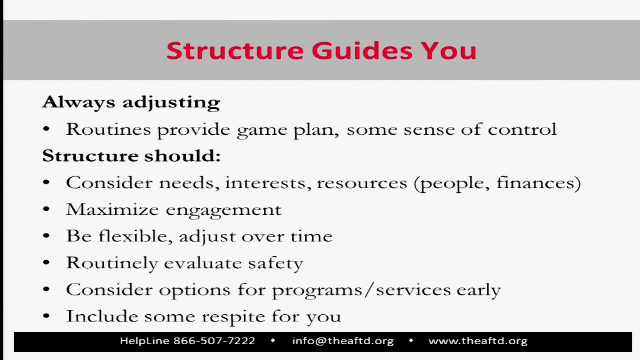 Structure Guides You
Always adjusting
• Routines provide game plan, some sense of control
Structure should:
• Consider needs, interests, resources (people, finances)
• Maximize engagement
• Be flexible, adjust over time
• Routinely evaluate safety
• Consider options for programs/services early
• Include some respite for you
HelpLine 866-507-7222 • info@theaftd.org • www.theaftd.org